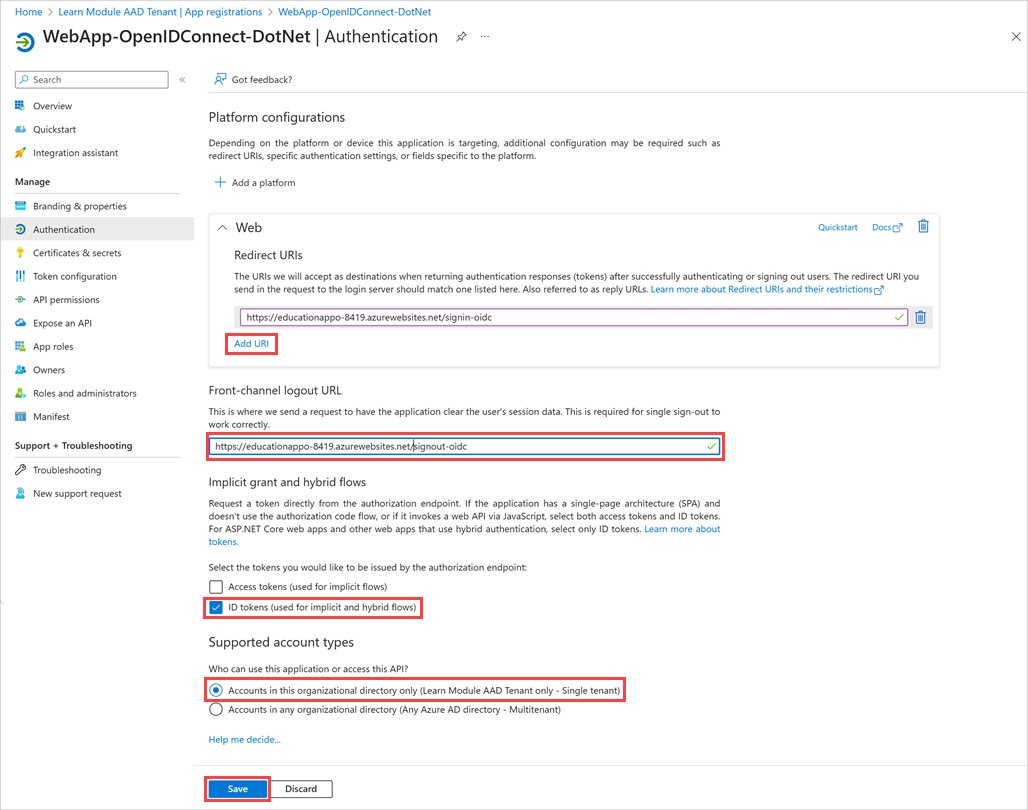 Home > Learn Module AAD Tenant | App registrations > WebApp-OpenIDConnect-DotNet
WebApp-OpenIDConnect-DotNet | Authentication
Search
Overview
Quickstart
Integration assistant
Manage
Branding & properties
Authentication
Certificates & secrets
Token configuration
API permissions
Expose an API
App roles
Owners
Roles and administrators
Manifest
Support + Troubleshooting
Troubleshooting
New support request
Got feedback?
Platform configurations
Depending on the platform or device this application is targeting, additional configuration may be required such as
redirect URIs, specific authentication settings, or fields specific to the platform.
Add a platform
Web
Quickstart
Docs
Redirect URIs
The URIs we will accept as destinations when returning authentication responses (tokens) after successfully authenticating or signing out users. The redirect URI you
send in the request to the login server should match one listed here. Also referred to as reply URLs. Learn more about Redirect URIs and their restrictions
https://educationappo-8419.azurewebsites.net/signin-oidc
Add URI
Front-channel logout URL
This is where we send a request to have the application clear the user's session data. This is required for single sign-out to
work correctly.
https://educationappo-8419.azurewebsites.net/signout-oidc
Implicit grant and hybrid flows
Request a token directly from the authorization endpoint. If the application has a single-page architecture (SPA) and
doesn't use the authorization code flow, or if it invokes a web API via JavaScript, select both access tokens and ID tokens.
For ASP.NET Core web apps and other web apps that use hybrid authentication, select only ID tokens. Learn more about
tokens.
Select the tokens you would like to be issued by the authorization endpoint:
Access tokens (used for implicit flows)
ID tokens (used for implicit and hybrid flows)
Supported account types
Who can use this application or access this API?
Accounts in this organizational directory only (Learn Module AAD Tenant only - Single tenant)
Accounts in any organizational directory (Any Azure AD directory - Multitenant)
Help me decide...
Save
Discard